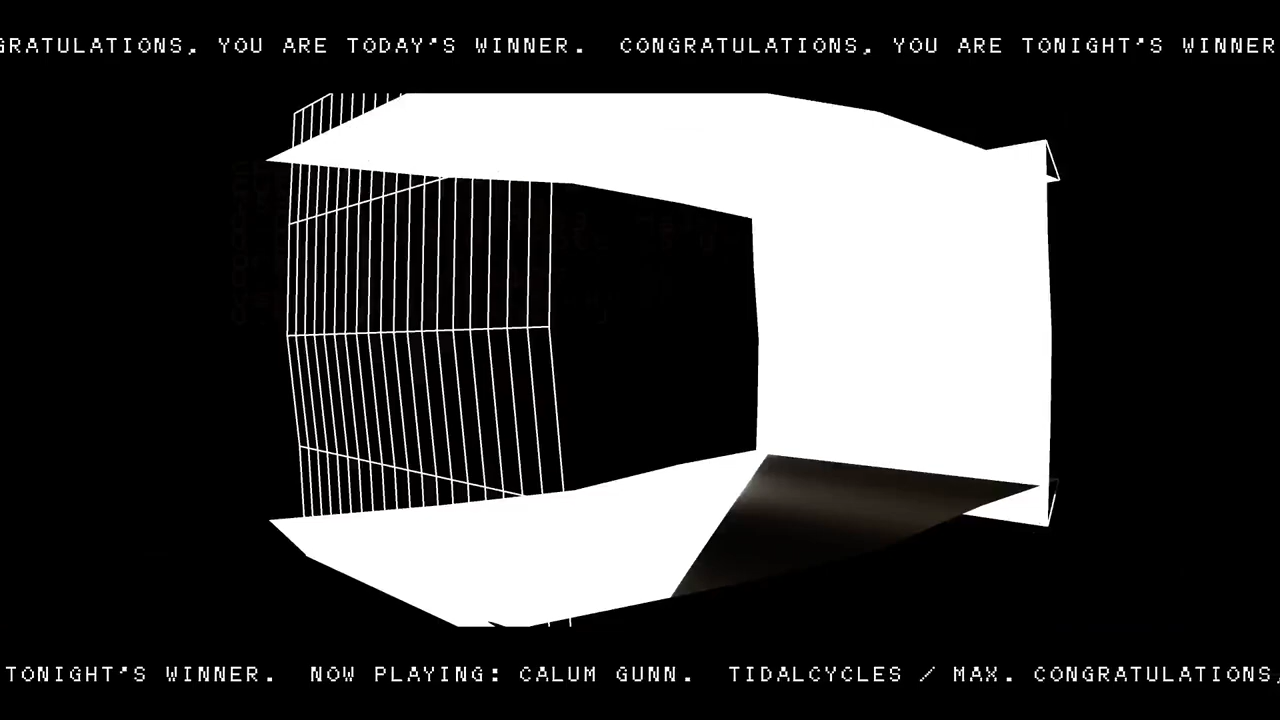 GRATULATIONS, YOU ARE TODAY'S WINNER. CONGRATULATIONS, YOU ARE TONIGHT'S WINNER
TONIGHT'S WINNER. NOW PLAYING: CALUM GUNN. TIDALCYCLES / MAX. CONGRATULATIONS,